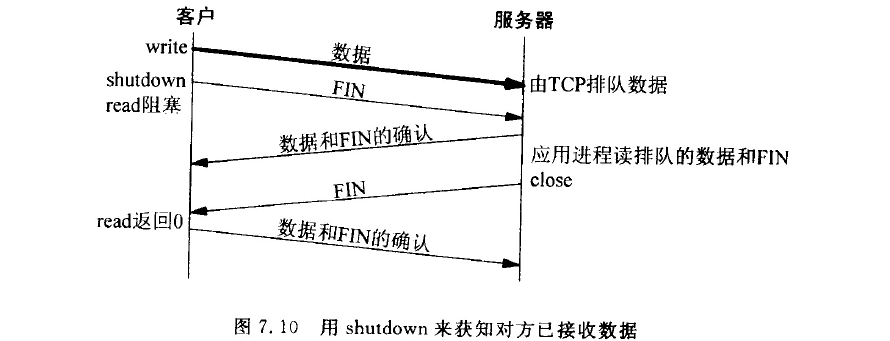 客户
服务器
write
数据
由TCP排队数据
shutdown
FIN
read阻塞
数据和FIN的确认
应用进程读排队的数据和FIN
close
FIN
read返回0
数据和FIN的确认
图 7.10 用 shutdown 来获知对方已接收数据